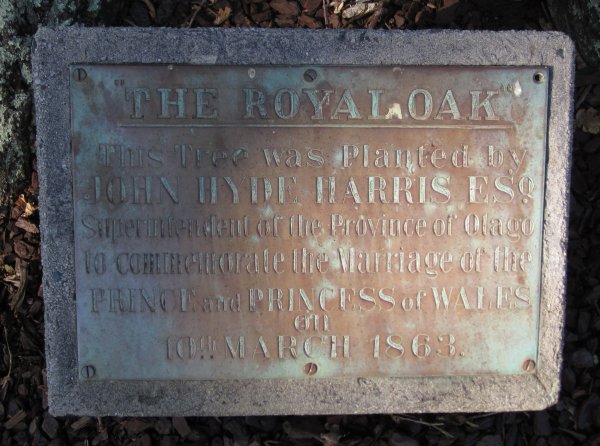 "THE ROYAL OAK"
This Tree was Planted by
JOHN HYDE HARRIS ESQ
Superintendent of the Province of Otago
to commemorate the Marriage of the
PRINCE and PRINCESS of WALES
on
10TH MARCH 1863.